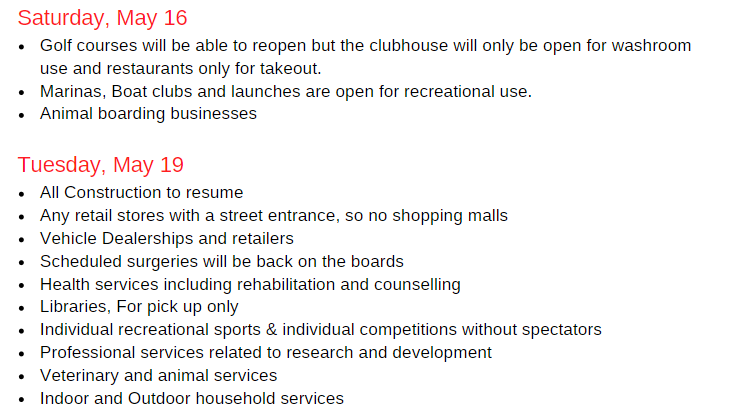 Saturday, May 16
• Golf courses will be able to reopen but the clubhouse will only be open for washroom
use and restaurants only for takeout.
• Marinas, Boat clubs and launches are open for recreational use.
• Animal boarding businesses
Tuesday, May 19
• All Construction to resume
• Any retail stores with a street entrance, so no shopping malls
• Vehicle Dealerships and retailers
• Scheduled surgeries will be back on the boards
• Health services including rehabilitation and counselling
• Libraries, For pick up only
• Individual recreational sports & individual competitions without spectators
• Professional services related to research and development
• Veterinary and animal services
• Indoor and Outdoor household services